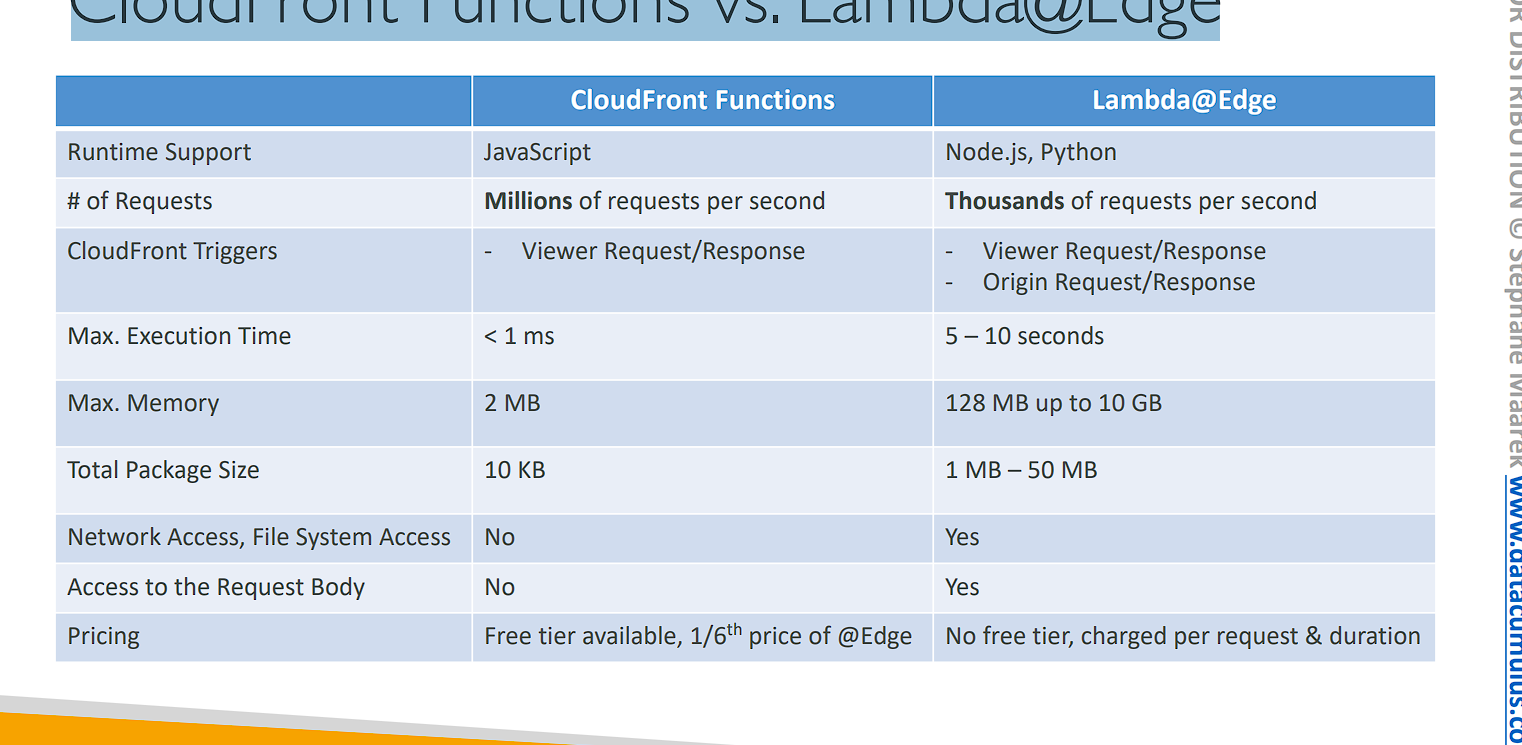 CloudFront Functions vs. Lambda@Edge
CloudFront Functions Lambda@Edge
Runtime Support JavaScript Node.js, Python
# of Requests Millions of requests per second Thousands of requests per second
CloudFront Triggers - Viewer Request/Response - Viewer Request/Response
- Origin Request/Response
Max. Execution Time < 1 ms 5 – 10 seconds
Max. Memory 2 MB 128 MB up to 10 GB
Total Package Size 10 KB 1 MB – 50 MB
Network Access, File System Access No Yes
Access to the Request Body No Yes
Pricing Free tier available, 1/6th price of @Edge No free tier, charged per request & duration
DISTRIBUTION © Stephane Maarek www.datacumulus.co